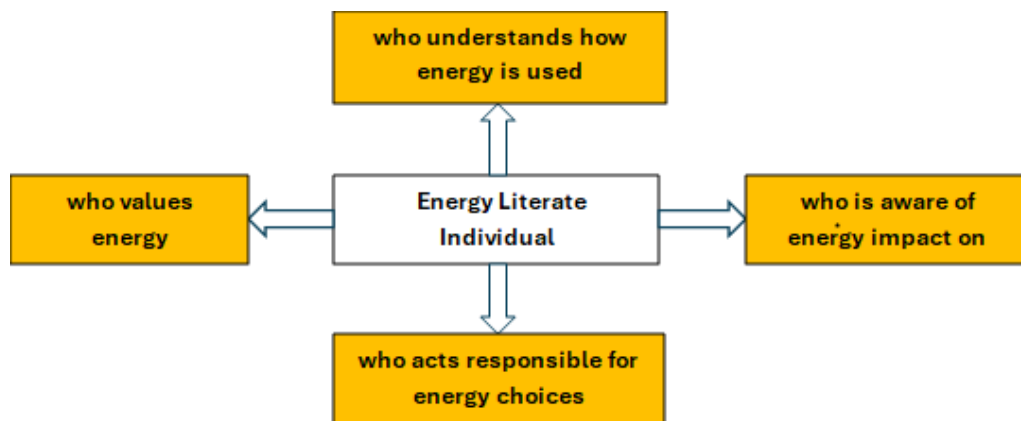 who understands how
energy is used
who values
energy
Energy Literate
Individual
who is aware of
energy impact on
who acts responsible for
energy choices